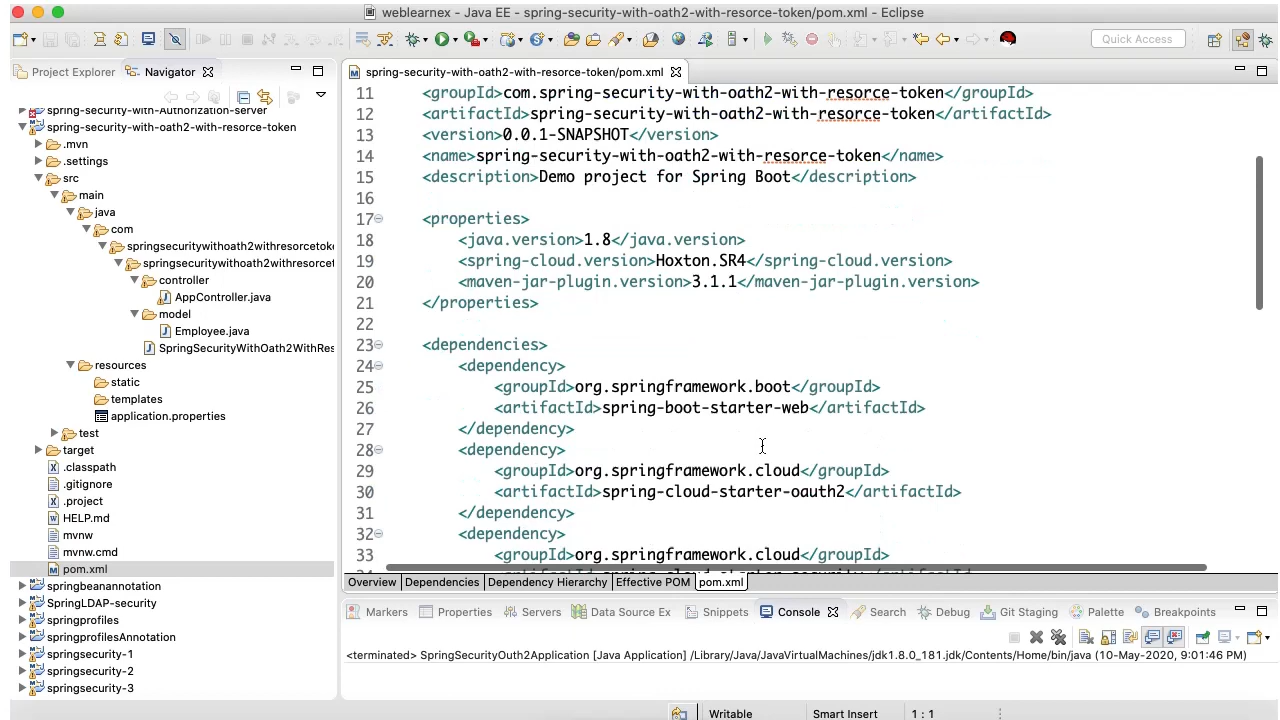 weblearnex - Java EE - spring-security-with-oath2-with-resorce-token/pom.xml - Eclipse
Quick Access
Project Explorer
Navigator
spring-security-with-Authorization-server
spring-security-with-oath2-with-resorce-token
.mvn
.settings
src
main
java
com
springsecuritywithoath2withresorcetoke
springsecuritywithoath2withresorcet
controller
AppController.java
model
Employee.java
SpringSecurityWithOath2WithRes
resources
static
templates
application.properties
test
target
.classpath
.gitignore
.project
HELP.md
mvnw
mvnw.cmd
pom.xml
springbeanannotation
SpringLDAP-security
springprofiles
springprofilesAnnotation
springsecurity-1
springsecurity-2
springsecurity-3
spring-security-with-oath2-with-resorce-token/pom.xml
11 <groupId>com.spring-security-with-oath2-with-resorce-token</groupId>
12 <artifactId>spring-security-with-oath2-with-resorce-token</artifactId>
13 <version>0.0.1-SNAPSHOT</version>
14 <name>spring-security-with-oath2-with-resorce-token</name>
15 <description>Demo project for Spring Boot</description>
16
17 <properties>
18 <java.version>1.8</java.version>
19 <spring-cloud.version>Hoxton.SR4</spring-cloud.version>
20 <maven-jar-plugin.version>3.1.1</maven-jar-plugin.version>
21 </properties>
22
23 <dependencies>
24 <dependency>
25 <groupId>org.springframework.boot</groupId>
26 <artifactId>spring-boot-starter-web</artifactId>
27 </dependency>
28 <dependency>
29 <groupId>org.springframework.cloud</groupId>
30 <artifactId>spring-cloud-starter-oauth2</artifactId>
31 </dependency>
32 <dependency>
33 <groupId>org.springframework.cloud</groupId>
Overview Dependencies Dependency Hierarchy Effective POM pom.xml
Markers Properties Servers Data Source Ex Snippets Console Search Debug Git Staging Palette Breakpoints
<terminated> SpringSecurityOuth2Application [Java Application] /Library/Java/JavaVirtualMachines/jdk1.8.0_181.jdk/Contents/Home/bin/java (10-May-2020, 9:01:46 PM)
Writable Smart Insert 1 : 1